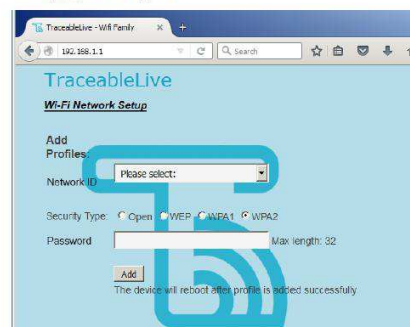 TraceableLive - Wifi Family × +
192.168.1.1 Search
TraceableLive
Wi-Fi Network Setup
Add
Profiles:
Network ID Please select:
Security Type: Open WEP WPA1 WPA2
Password Max length: 32
Add
The device will reboot after profile is added successfully